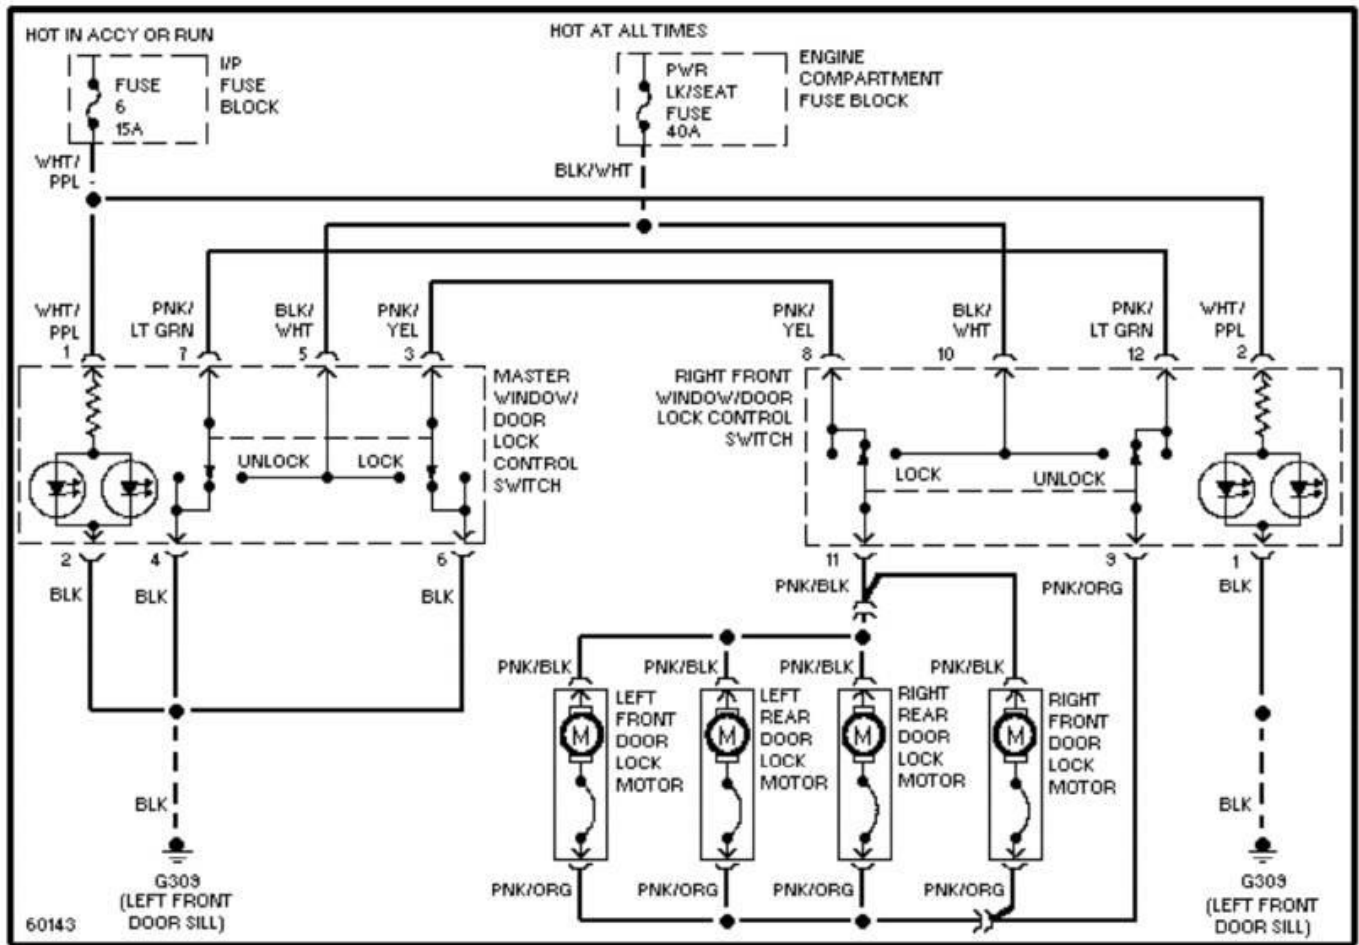 HOT IN ACCY OR RUN
I/P
FUSE
BLOCK
FUSE
6
15A
WHT/
PPL
HOT AT ALL TIMES
PWR
LK/SEAT
FUSE
40A
ENGINE
COMPARTMENT
FUSE BLOCK
BLK/WHT
WHT/
PPL
1
PNK/
LT GRN
7
BLK/
WHT
5
PNK/
YEL
3
PNK/
YEL
8
BLK/
WHT
10
PNK/
LT GRN
12
WHT/
PPL
2
MASTER
WINDOW/
DOOR
LOCK
CONTROL
SWITCH
UNLOCK
LOCK
RIGHT FRONT
WINDOW/DOOR
LOCK CONTROL
SWITCH
LOCK
UNLOCK
2
4
6
11
9
1
BLK
BLK
BLK
PNK/BLK
PNK/ORG
BLK
PNK/BLK
PNK/BLK
PNK/BLK
PNK/BLK
M
LEFT
FRONT
DOOR
LOCK
MOTOR
M
LEFT
REAR
DOOR
LOCK
MOTOR
M
RIGHT
REAR
DOOR
LOCK
MOTOR
M
RIGHT
FRONT
DOOR
LOCK
MOTOR
BLK
BLK
PNK/ORG
PNK/ORG
PNK/ORG
PNK/ORG
G309
(LEFT FRONT
DOOR SILL)
G309
(LEFT FRONT
DOOR SILL)
60143